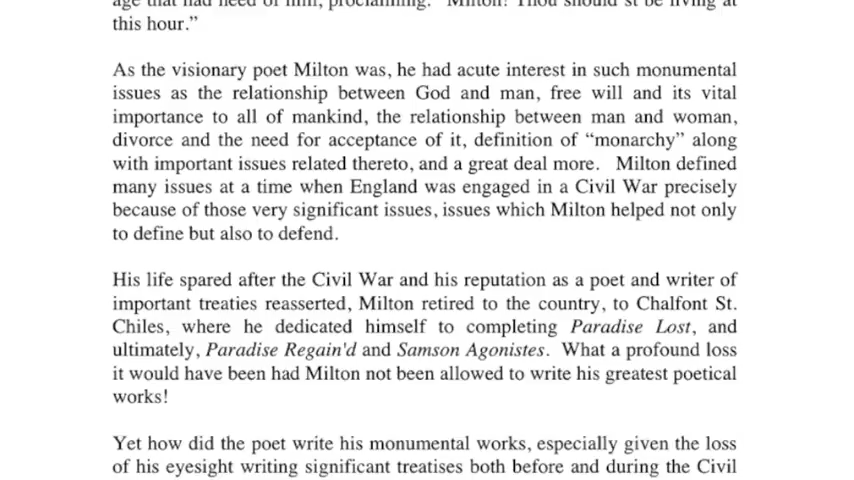 age that had need of him, proclaiming: "Milton! Thou should'st be living at
this hour."
As the visionary poet Milton was, he had acute interest in such monumental
issues as the relationship between God and man, free will and its vital
importance to all of mankind, the relationship between man and woman,
divorce and the need for acceptance of it, definition of “monarchy” along
with important issues related thereto, and a great deal more. Milton defined
many issues at a time when England was engaged in a Civil War precisely
because of those very significant issues, issues which Milton helped not only
to define but also to defend.
His life spared after the Civil War and his reputation as a poet and writer of
important treaties reasserted, Milton retired to the country, to Chalfont St.
Chiles, where he dedicated himself to completing Paradise Lost, and
ultimately, Paradise Regain'd and Samson Agonistes. What a profound loss
it would have been had Milton not been allowed to write his greatest poetical
works!
Yet how did the poet write his monumental works, especially given the loss
of his eyesight writing significant treatises both before and during the Civil